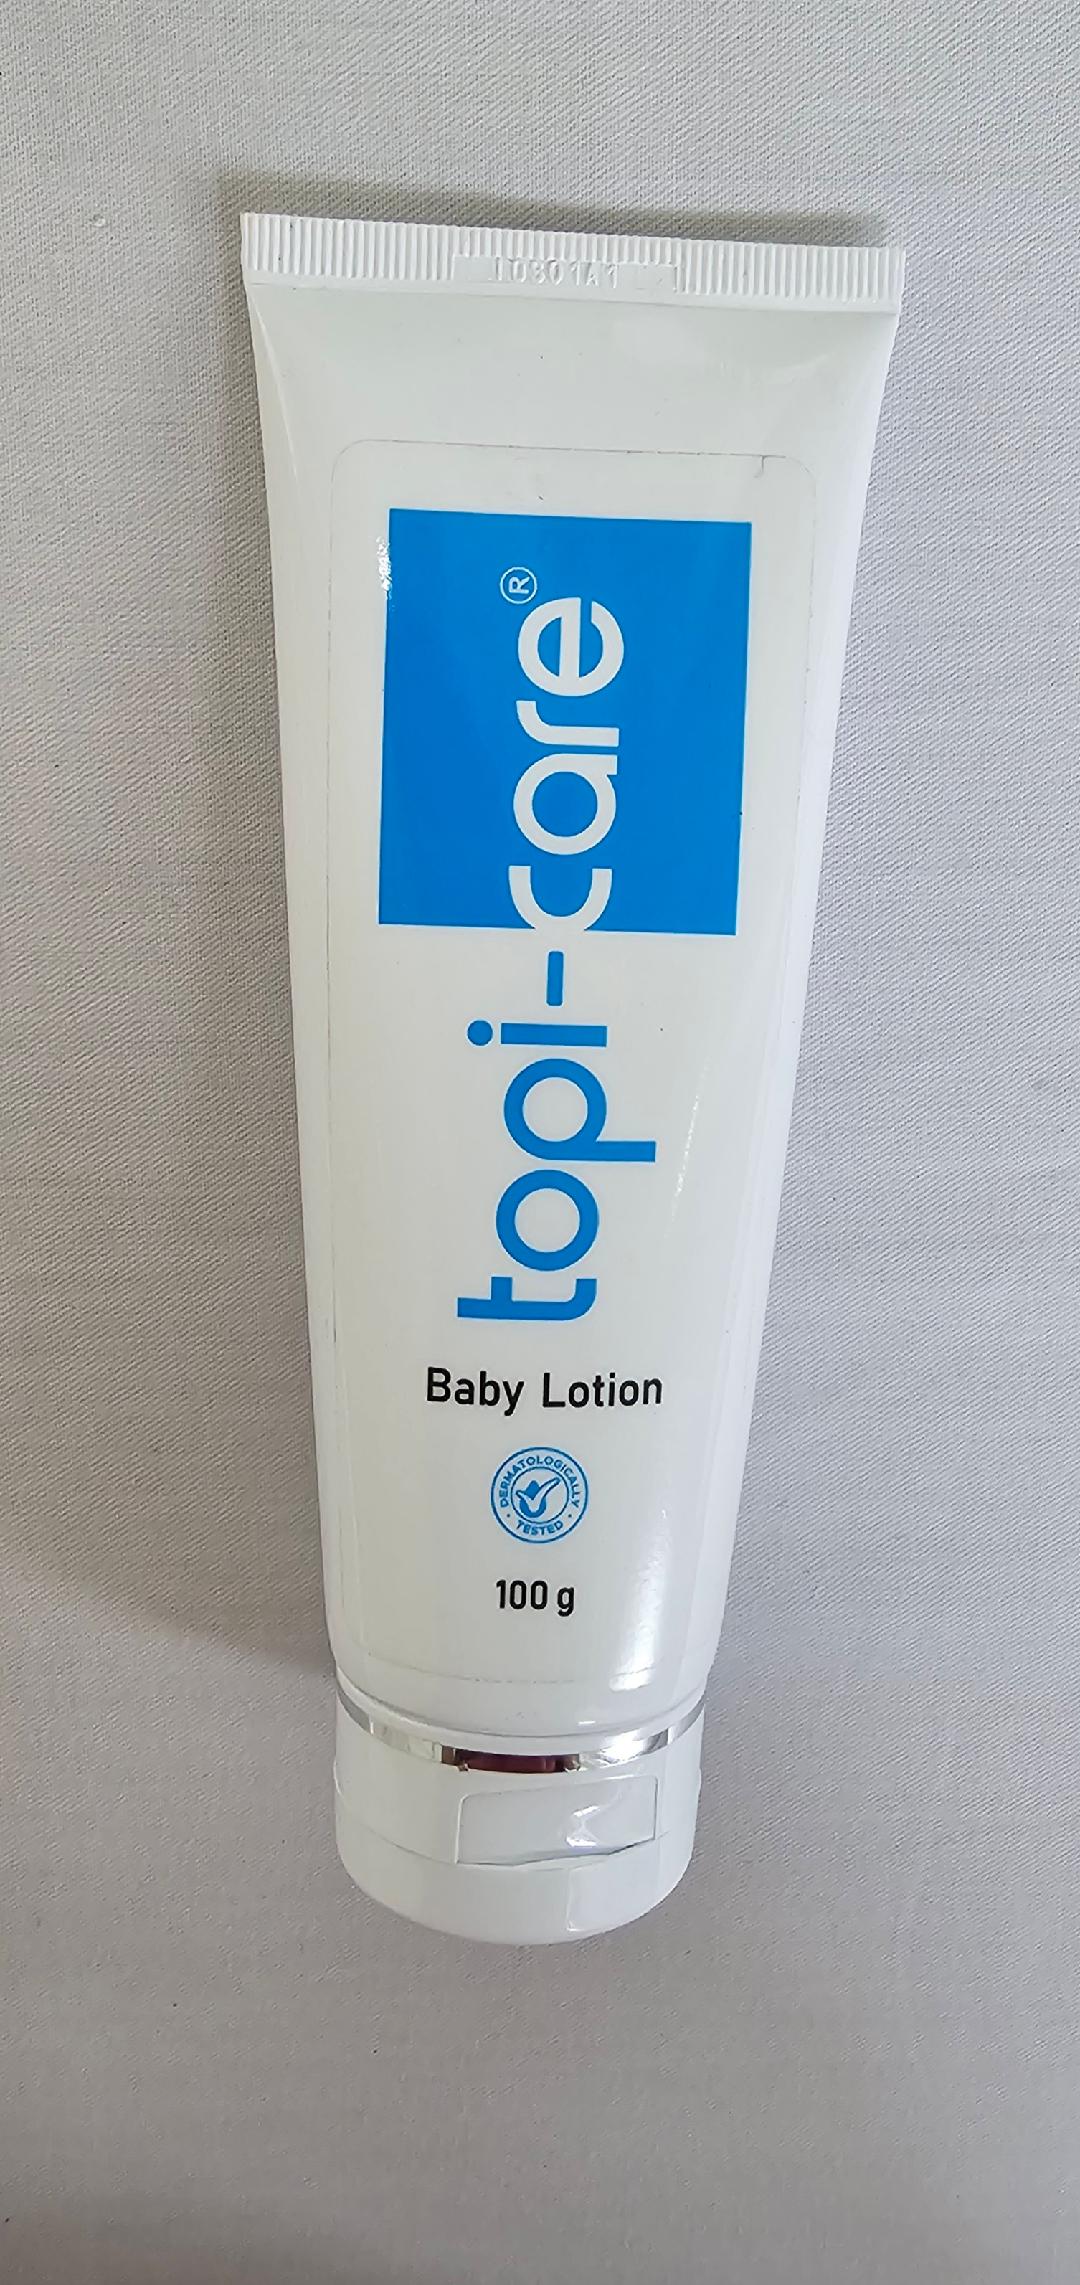 topi-care®
Baby Lotion
DERMATOLOGICALLY
TESTED
100 g